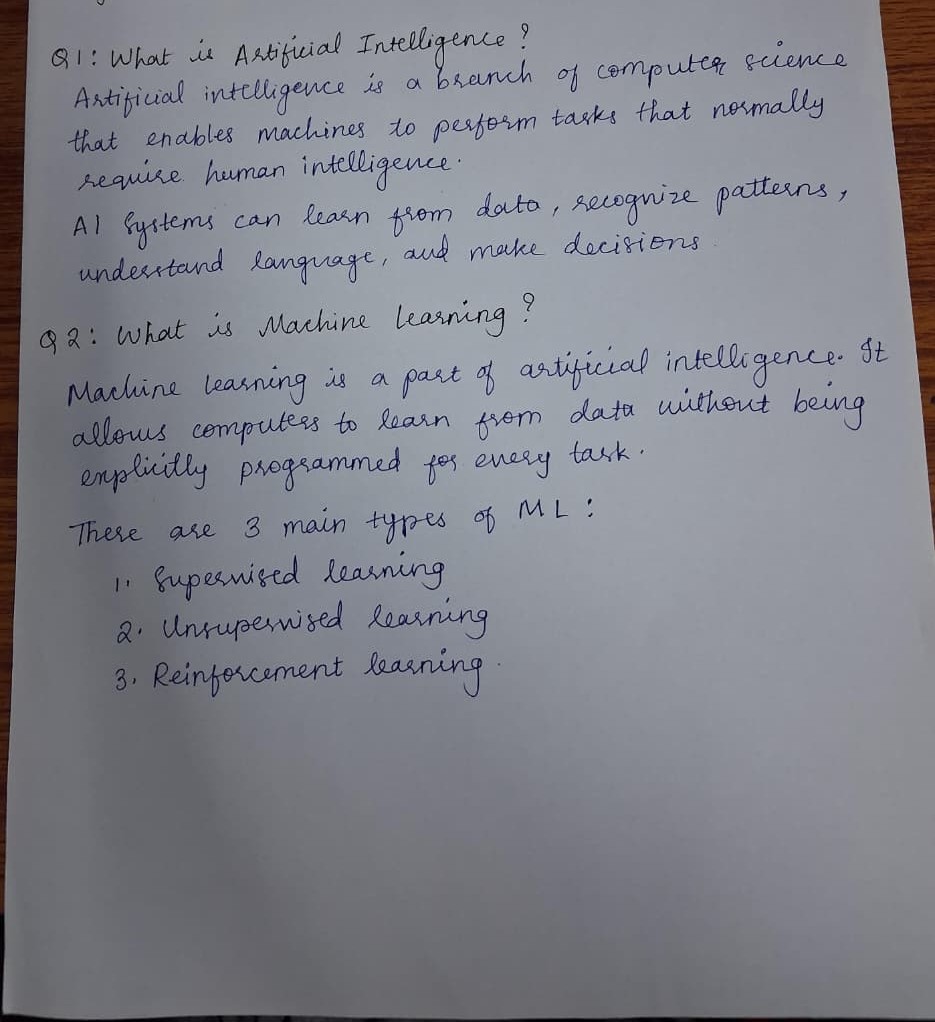 Q1: What is Artificial Intelligence?
Artificial intelligence is a branch of computer science
that enables machines to perform tasks that normally
require human intelligence.
AI Systems can learn from data, recognize patterns,
understand language, and make decisions
Q2: What is Machine learning?
Machine learning is a part of artificial intelligence. It
allows computers to learn from data without being
explicitly programmed for every task.
There are 3 main types of ML:
1. Supervised learning
2. Unsupervised learning
3. Reinforcement learning.